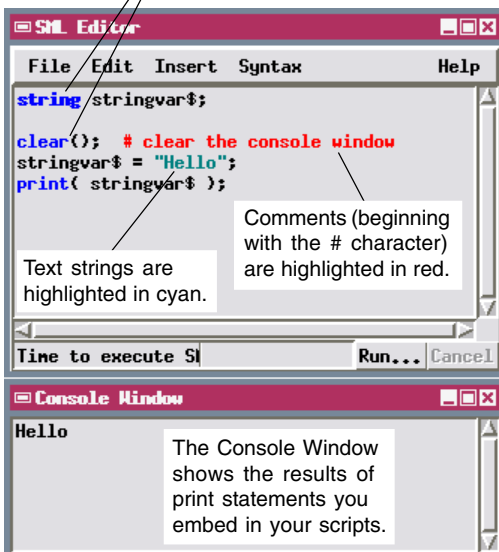 SML Editor
File Edit Insert Syntax Help
string stringvar$;
clear(); # clear the console window
stringvar$ = "Hello";
print( stringvar$ );
Comments (beginning
with the # character)
are highlighted in red.
Text strings are
highlighted in cyan.
Time to execute Run... Cancel
Console Window
Hello
The Console Window
shows the results of
print statements you
embed in your scripts.